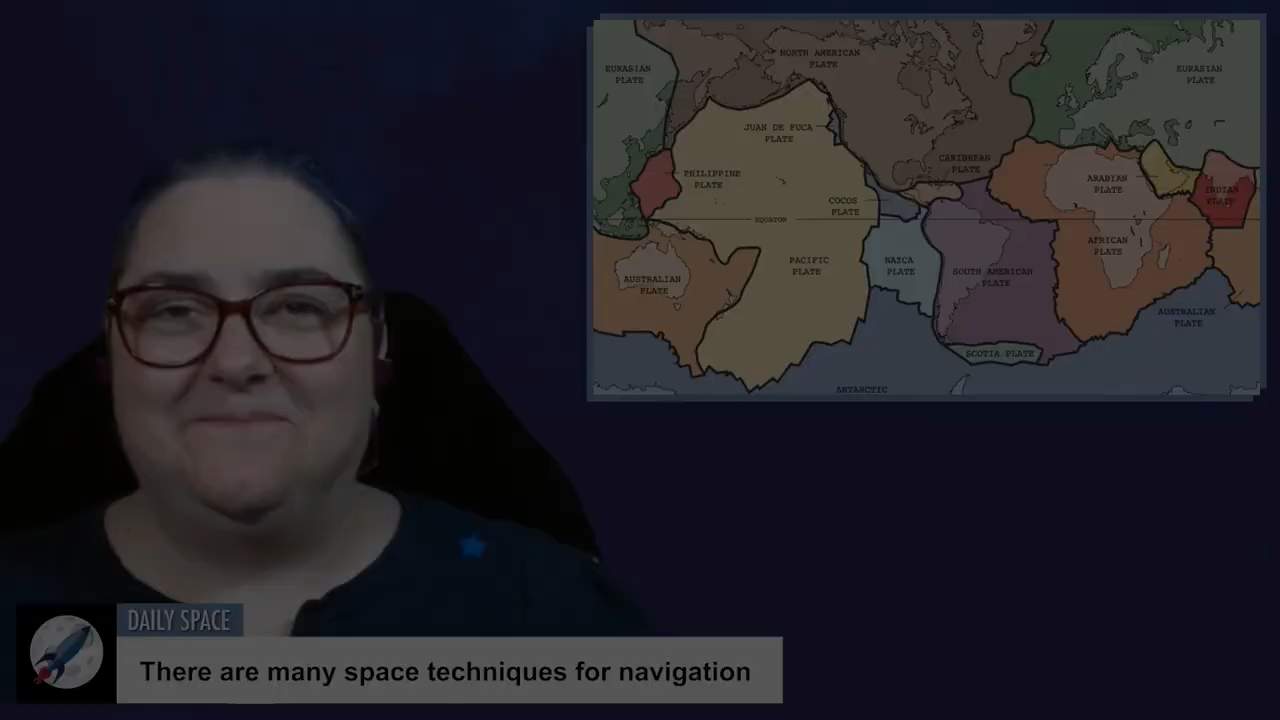 NORTH AMERICAN
PLATE
EURASIAN
PLATE
EURASIAN
PLATE
JUAN DE FUCA
PLATE
CARIBBEAN
PLATE
PHILIPPINE
PLATE
ARABIAN
PLATE
INDIAN
PLATE
COCOS
PLATE
EQUATOR
AFRICAN
PLATE
PACIFIC
PLATE
NAZCA
PLATE
SOUTH AMERICAN
PLATE
AUSTRALIAN
PLATE
AUSTRALIAN
PLATE
SCOTIA PLATE
ANTARCTIC
DAILY SPACE
There are many space techniques for navigation